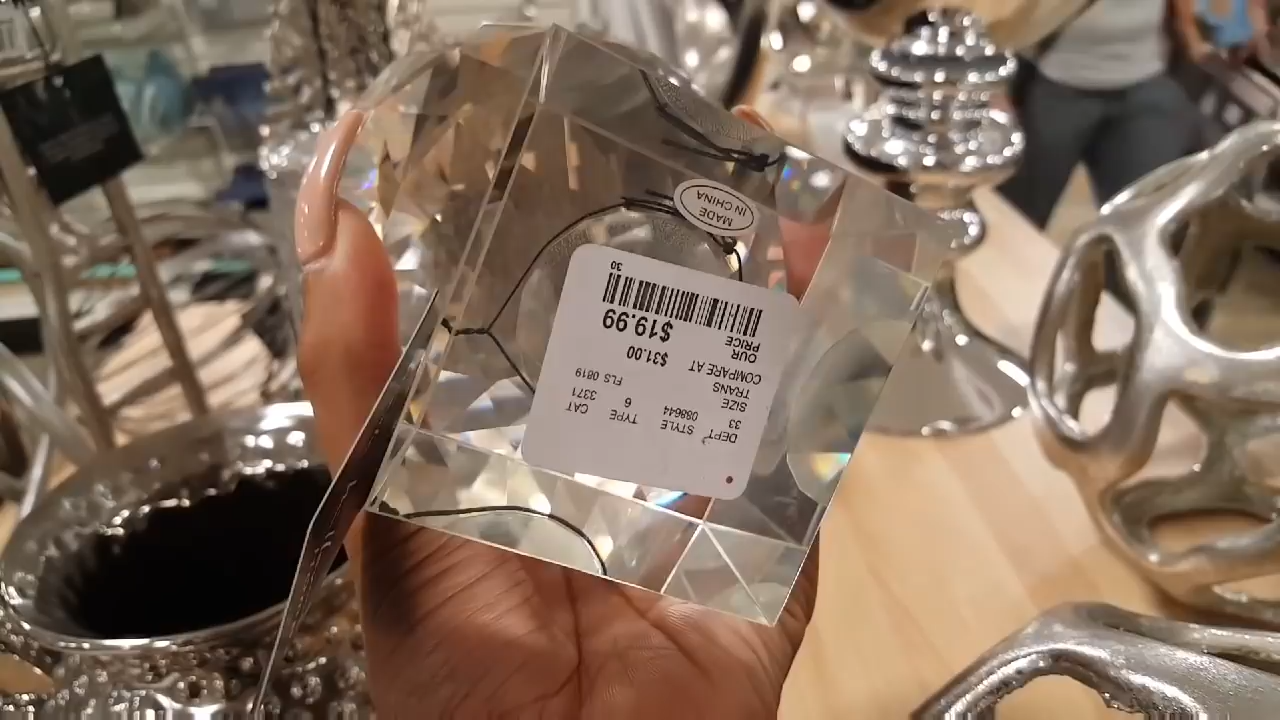 MADE
IN CHINA
DEPT STYLE TYPE CAT
33 088644 6 3371
SIZE
TRANS FLS 0819
COMPARE AT $31.00
OUR
PRICE $19.99
30